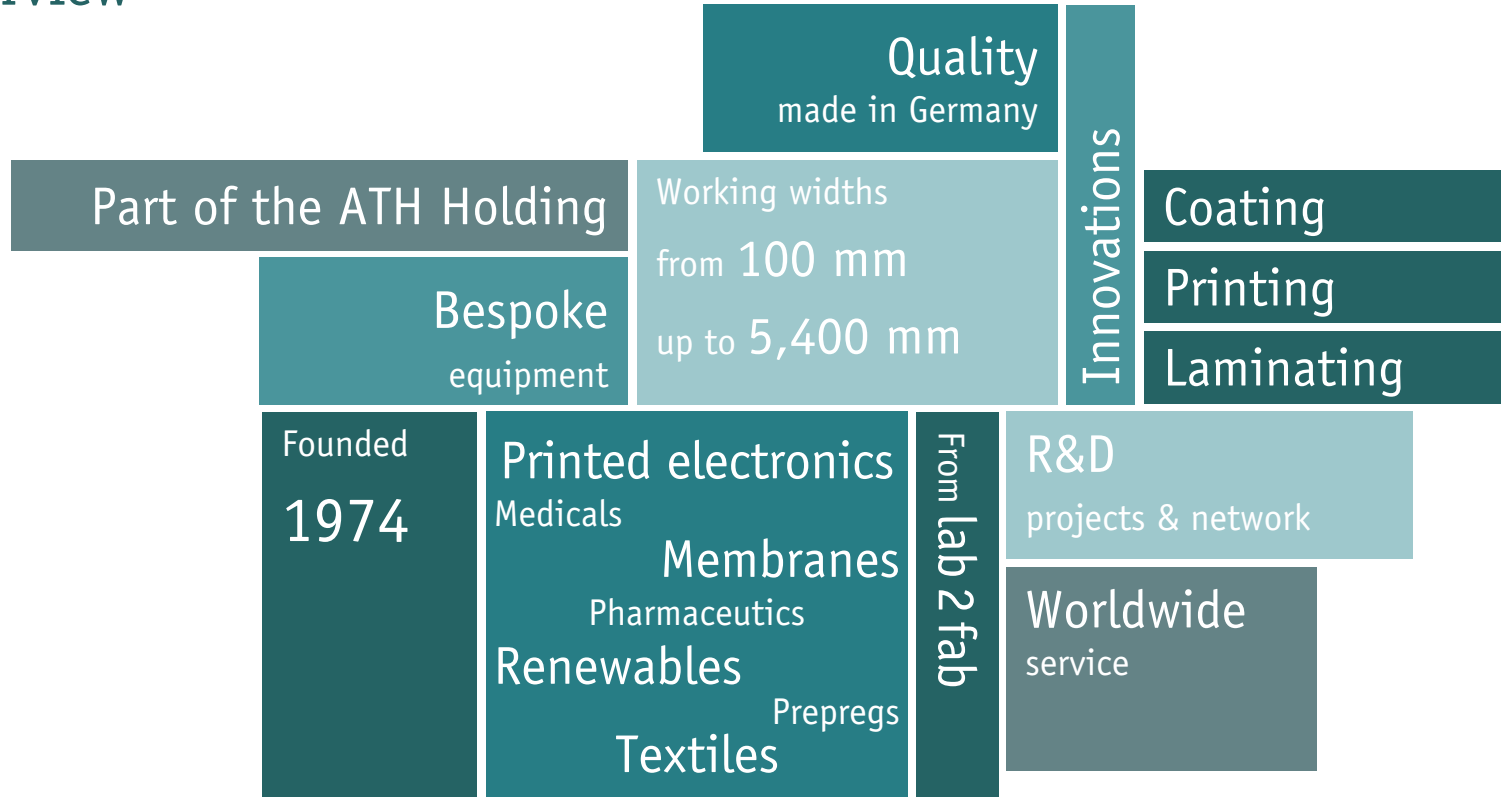 Quality
made in Germany
Innovations
Part of the ATH Holding
Working widths
from 100 mm
up to 5,400 mm
Coating
Printing
Laminating
Bespoke
equipment
Founded
1974
Printed electronics
Medicals
Membranes
Pharmaceutics
Renewables
Prepregs
Textiles
From lab 2 fab
R&D
projects & network
Worldwide
service